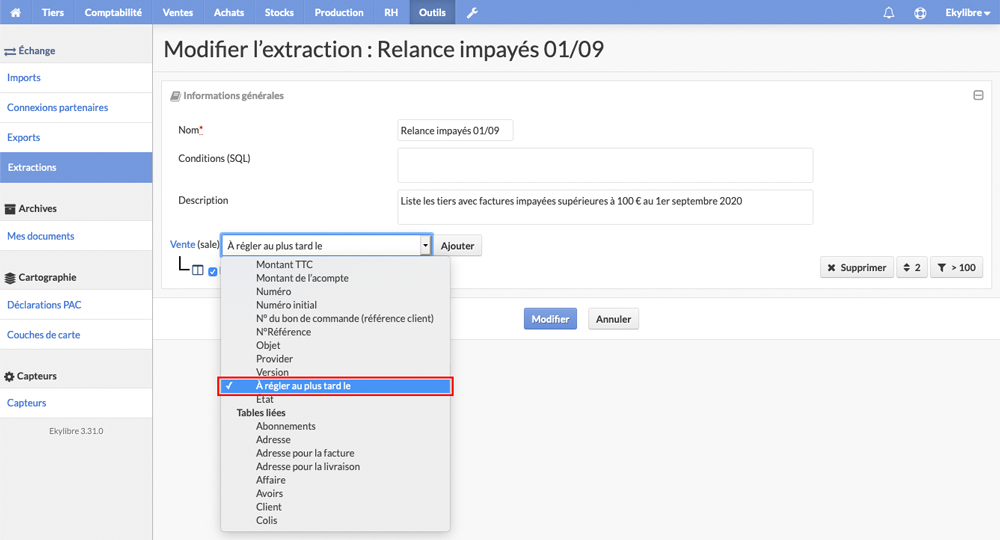 Tiers Comptabilité Ventes Achats Stocks Production RH Outils Ekylibre
Échange
Imports
Connexions partenaires
Exports
Extractions
Archives
Mes documents
Cartographie
Déclarations PAC
Couches de carte
Capteurs
Capteurs
Ekylibre 3.31.0
Modifier l'extraction : Relance impayés 01/09
Informations générales
Nom* Relance impayés 01/09
Conditions (SQL)
Description Liste les tiers avec factures impayées supérieures à 100 € au 1er septembre 2020
Vente (sale) À régler au plus tard le Ajouter
Supprimer 2 > 100
Montant TTC
Montant de l'acompte
Numéro
Numéro initial
N° du bon de commande (référence client)
N°Référence
Objet
Provider
Version
✓ À régler au plus tard le
État
Tables liées
Abonnements
Adresse
Adresse pour la facture
Adresse pour la livraison
Affaire
Avoirs
Client
Colis
Modifier Annuler